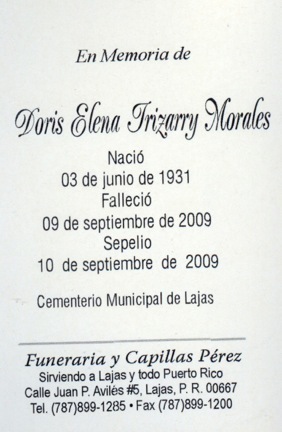 En Memoria de
Doris Elena Irizarry Morales
Nació
03 de junio de 1931
Falleció
09 de septiembre de 2009
Sepelio
10 de septiembre de 2009
Cementerio Municipal de Lajas
Funeraria y Capillas Pérez
Sirviendo a Lajas y todo Puerto Rico
Calle Juan P. Avilés #5, Lajas, P. R. 00667
Tel. (787)899-1285 • Fax (787)899-1200